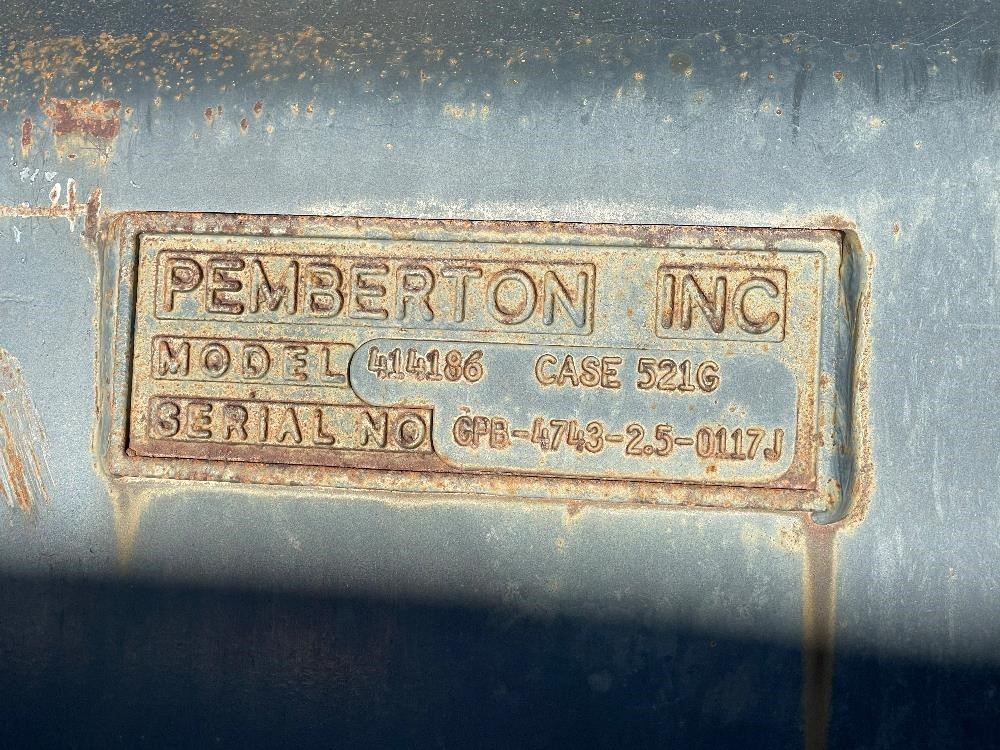 PEMBERTON INC
MODEL 414186 CASE 521G
SERIAL NO GPB-4743-2.5-0117J